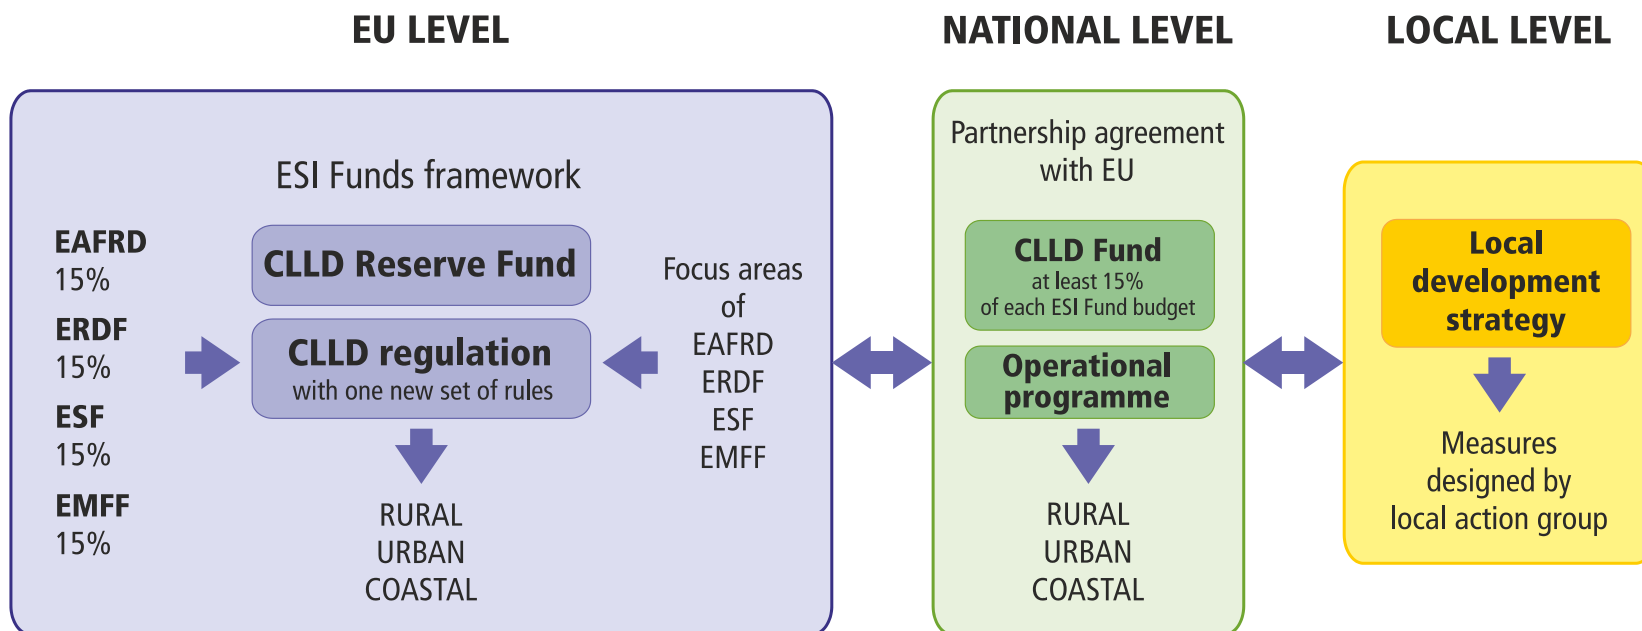 EU LEVEL
NATIONAL LEVEL
LOCAL LEVEL
ESI Funds framework
EAFRD
15%
ERDF
15%
ESF
15%
EMFF
15%
CLLD Reserve Fund
CLLD regulation
with one new set of rules
RURAL
URBAN
COASTAL
Focus areas
of
EAFRD
ERDF
ESF
EMFF
Partnership agreement
with EU
CLLD Fund
at least 15%
of each ESI Fund budget
Operational
programme
RURAL
URBAN
COASTAL
Local
development
strategy
Measures
designed by
local action group